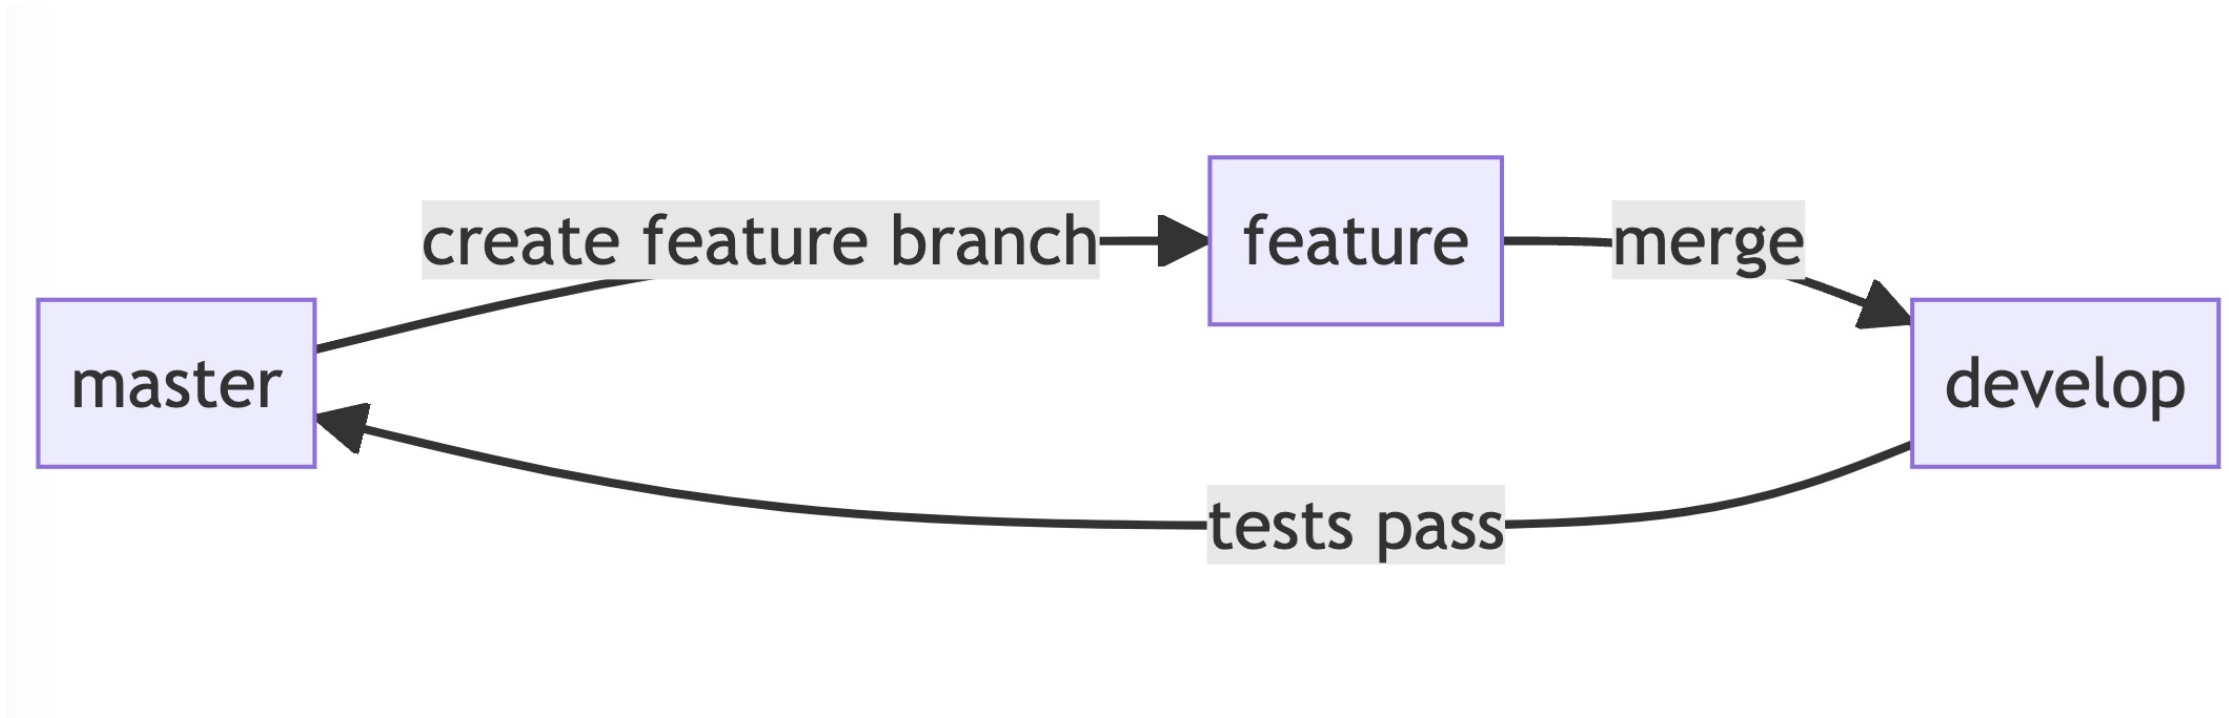 create feature branch
feature
merge
master
develop
tests pass